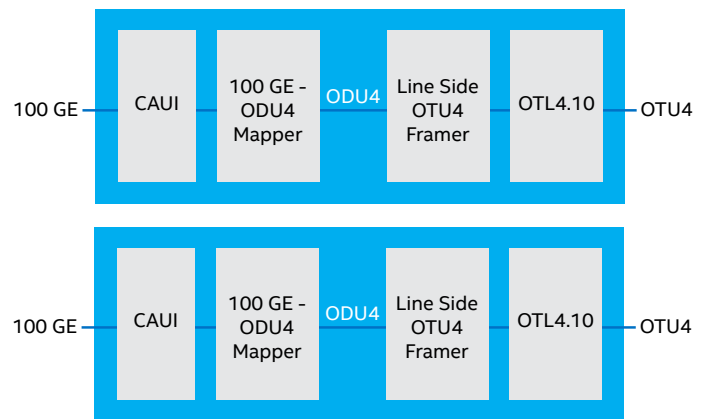 100 GE
CAUI
100 GE -
ODU4
Mapper
ODU4
Line Side
OTU4
Framer
OTL4.10
OTU4
100 GE
CAUI
100 GE -
ODU4
Mapper
ODU4
Line Side
OTU4
Framer
OTL4.10
OTU4